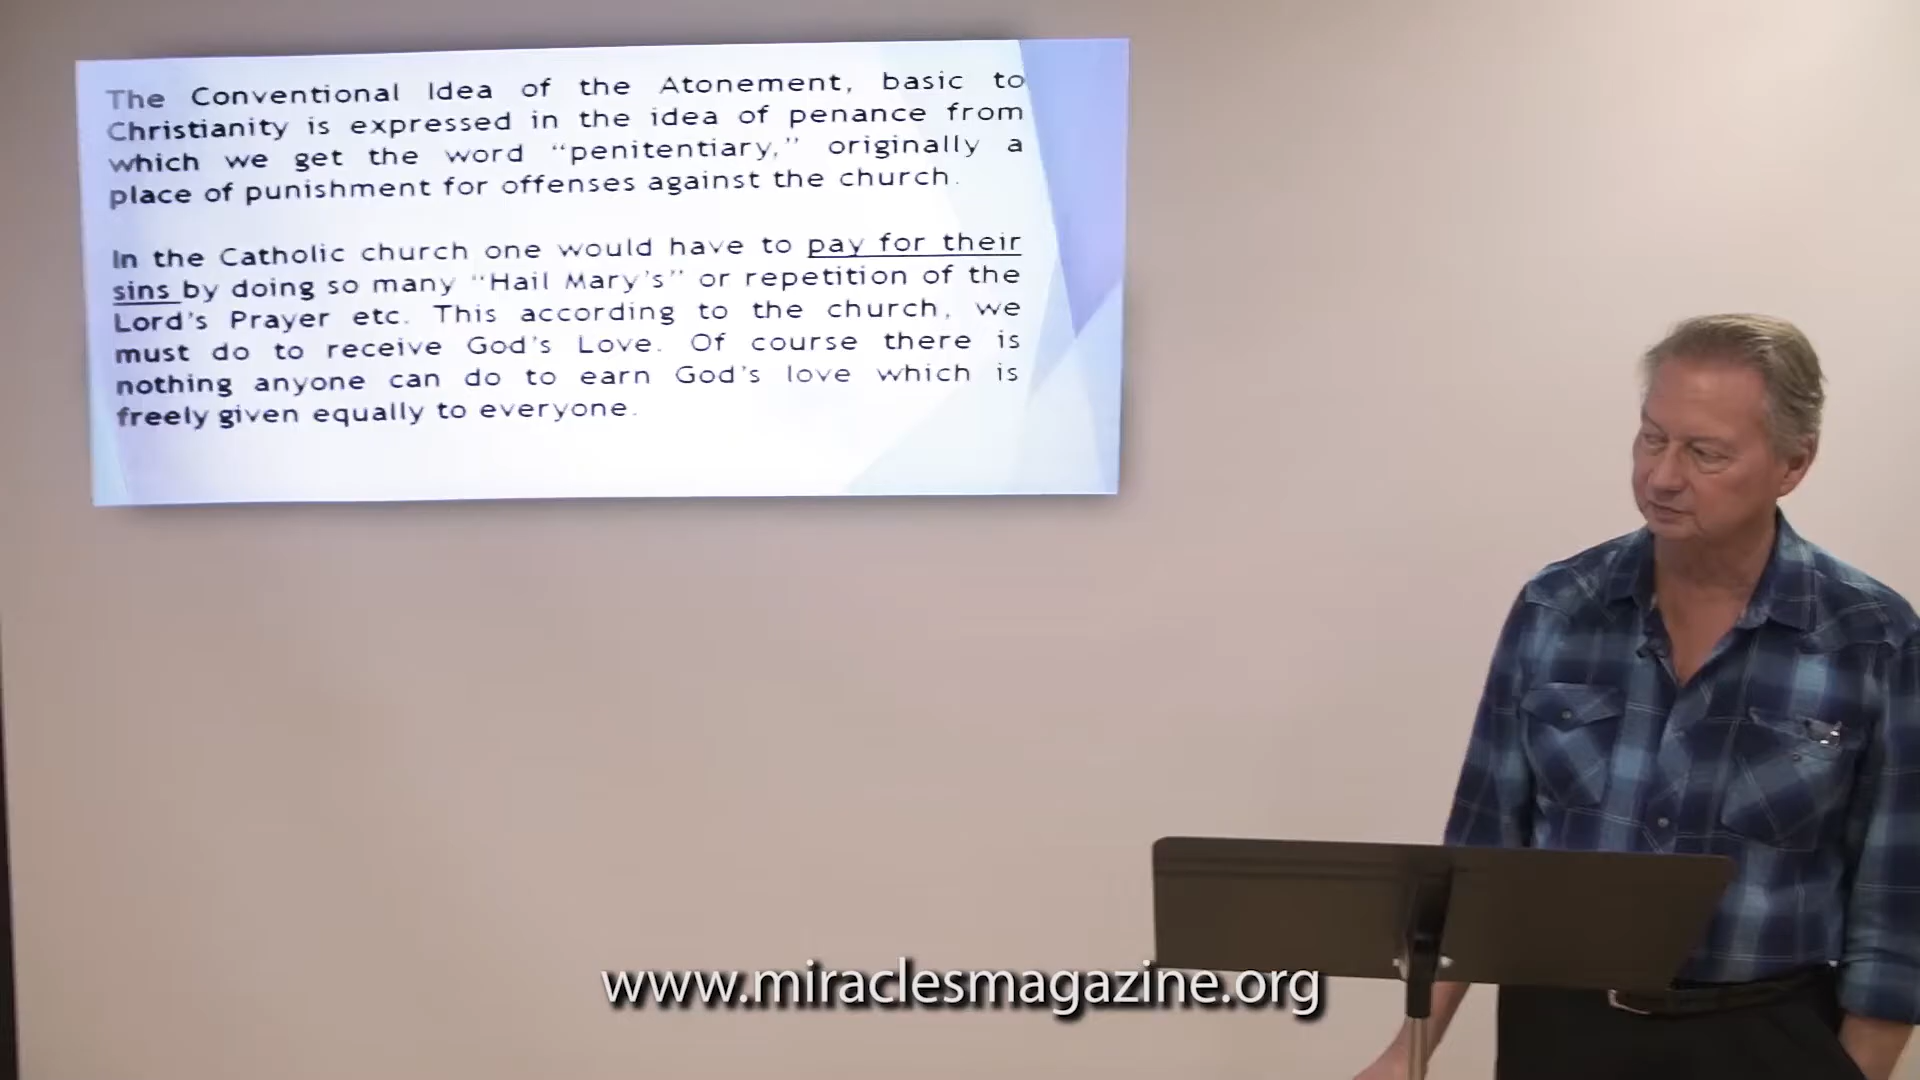 The Conventional Idea of the Atonement, basic to
Christianity is expressed in the idea of penance from
which we get the word “penitentiary,” originally a
place of punishment for offenses against the church.
In the Catholic church one would have to pay for their
sins by doing so many “Hail Mary's” or repetition of the
Lord's Prayer etc. This according to the church, we
must do to receive God's Love. Of course there is
nothing anyone can do to earn God's love which is
freely given equally to everyone.
www.miraclesmagazine.org